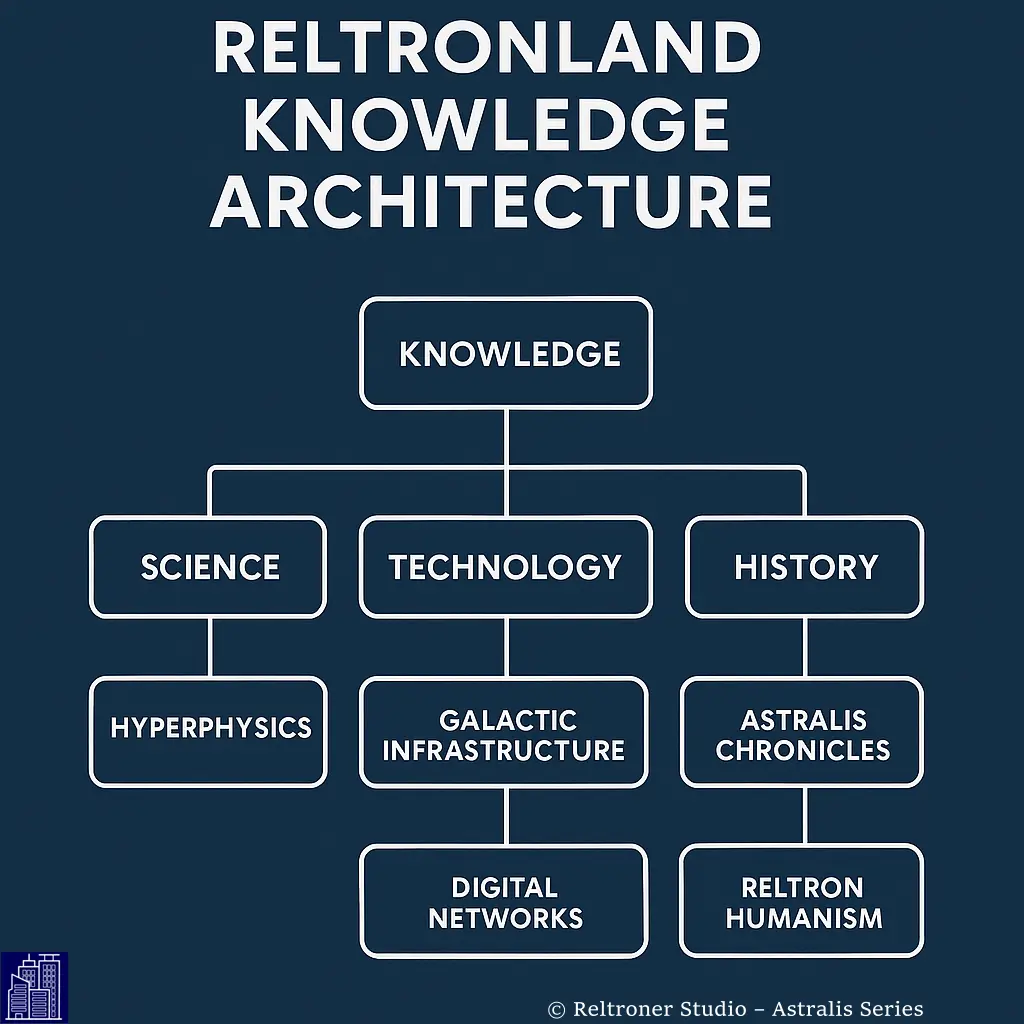 RELTRONLAND
KNOWLEDGE
ARCHITECTURE
KNOWLEDGE
SCIENCE
TECHNOLOGY
HISTORY
HYPERPHYSICS
GALACTIC
INFRASTRUCTURE
ASTRALIS
CHRONICLES
DIGITAL
NETWORKS
RELTRON
HUMANISM
© Reltroner Studio – Astralis Series